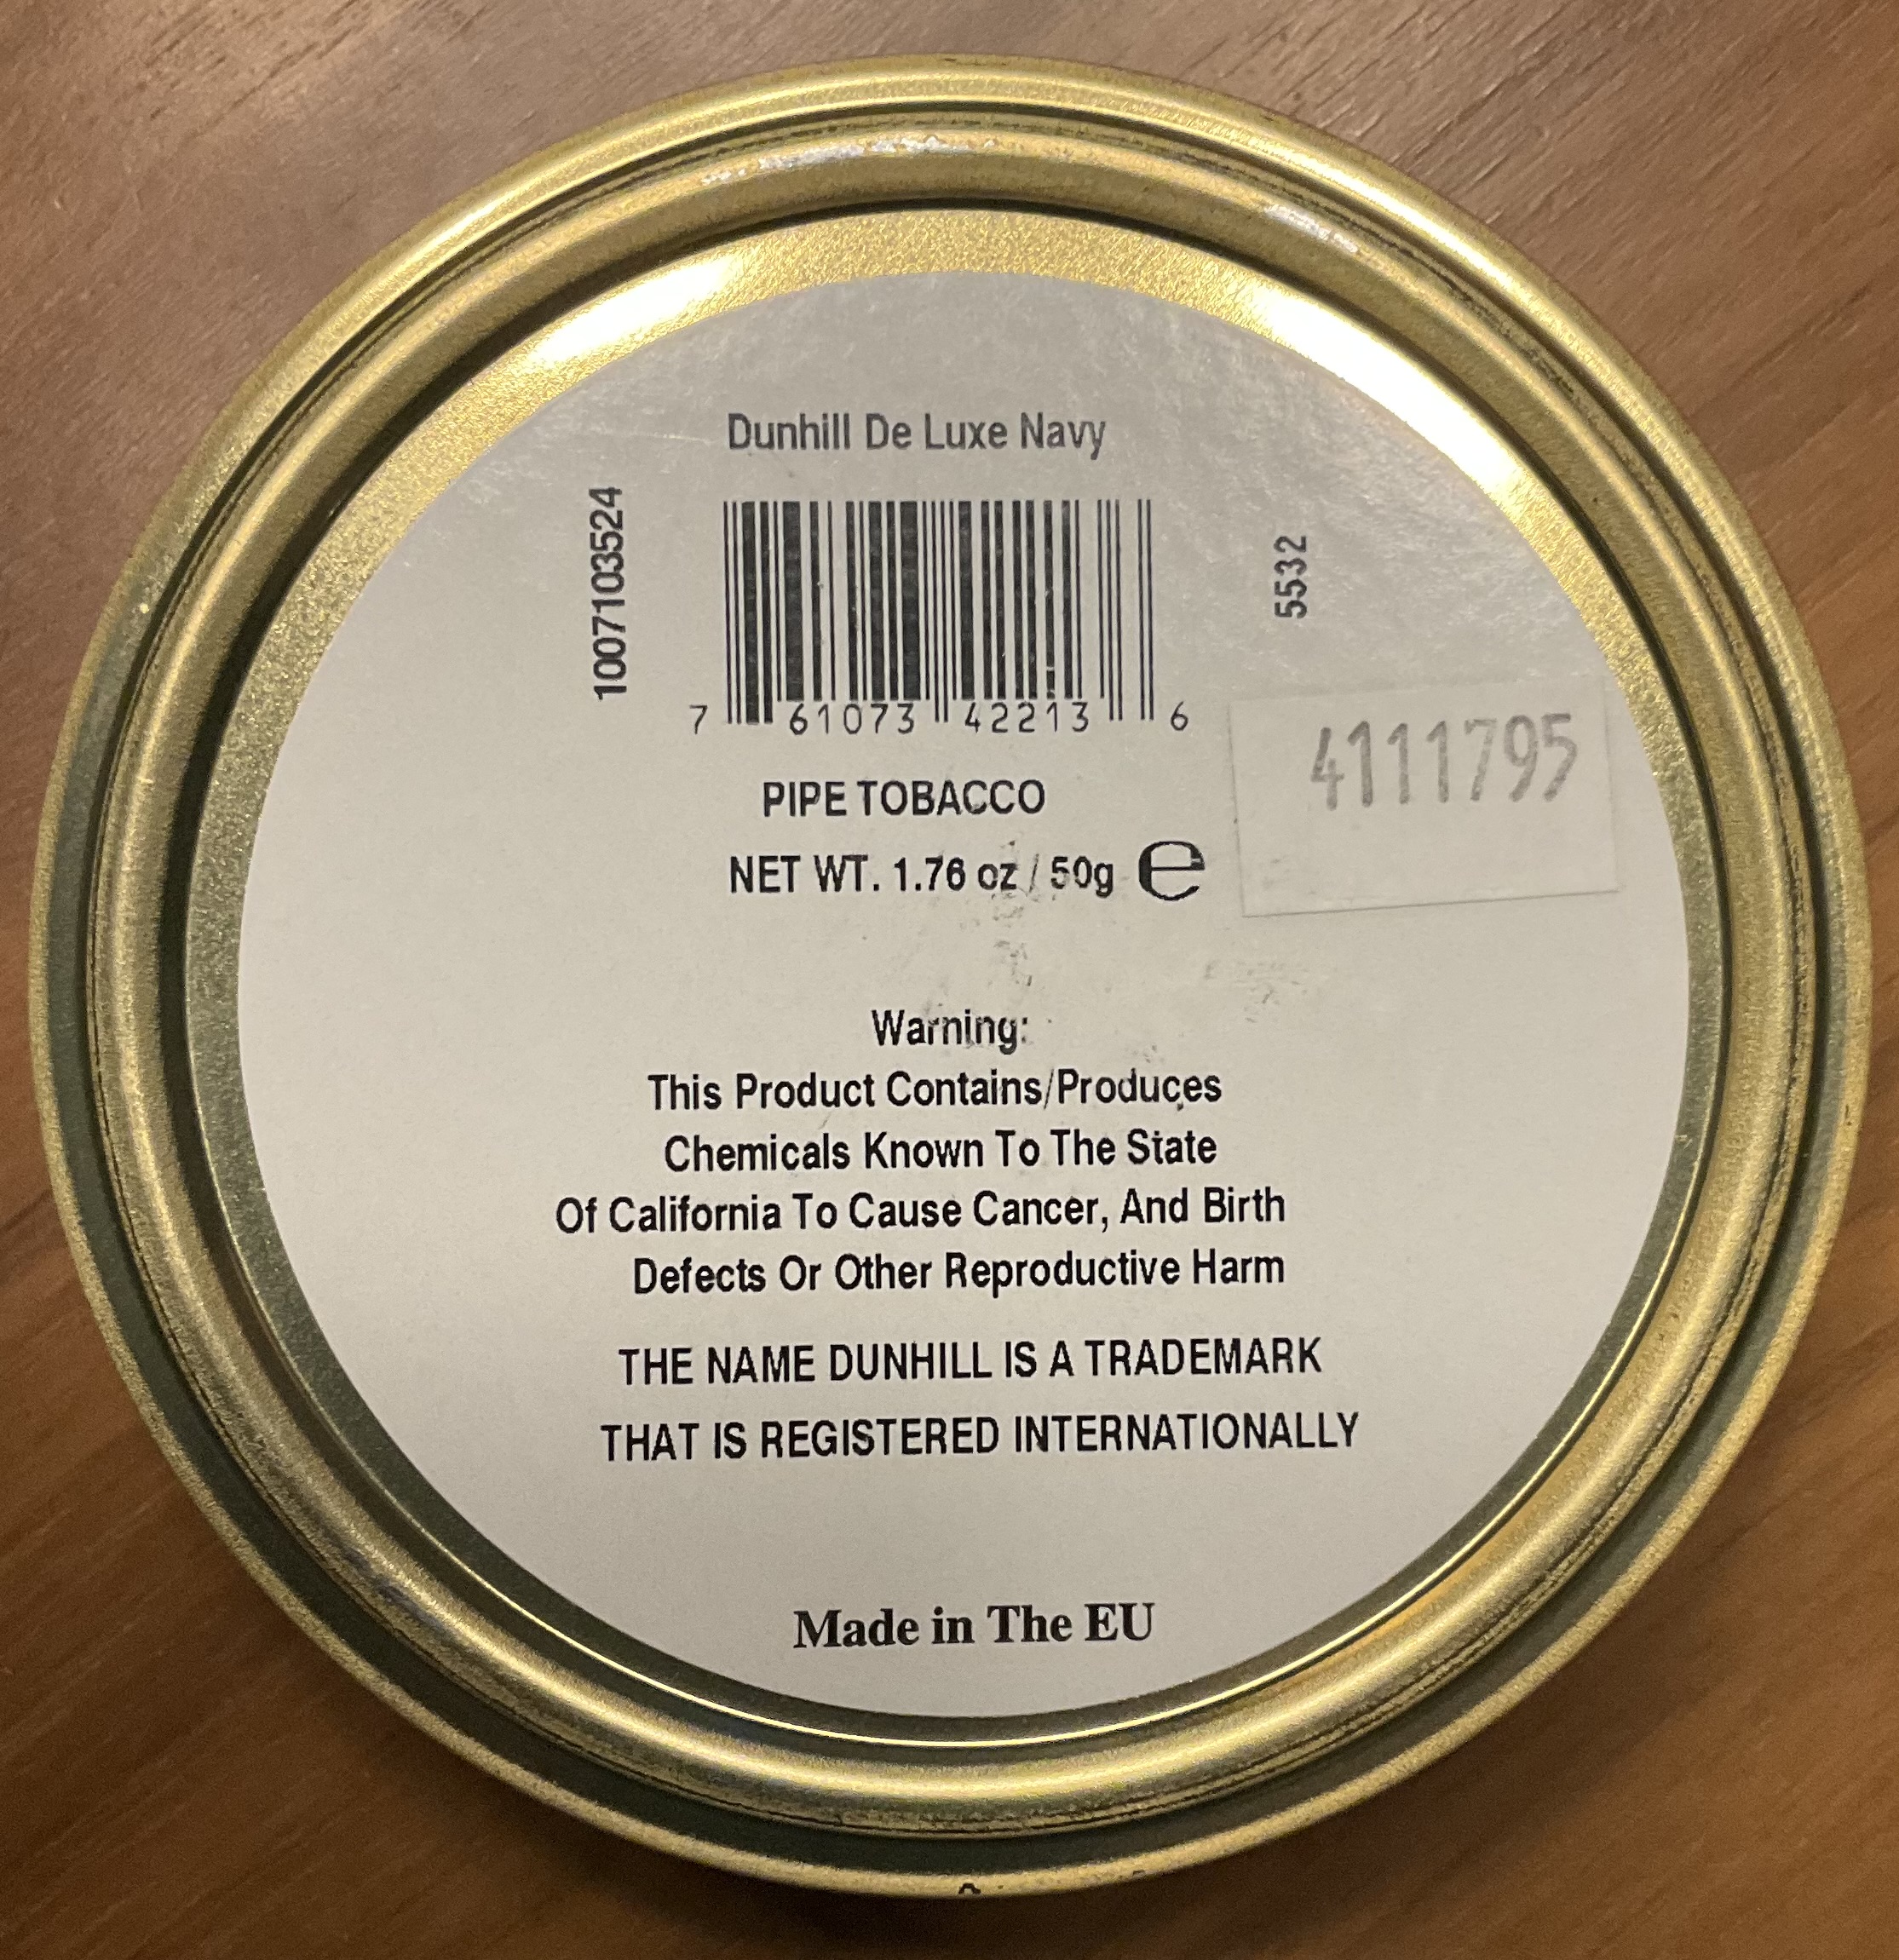 Dunhill De Luxe Navy
1007103524
5532
7 61073 42213 6
4111795
PIPE TOBACCO
NET WT. 1.76 oz / 50g ℮
Warning:
This Product Contains/Produces
Chemicals Known To The State
Of California To Cause Cancer, And Birth
Defects Or Other Reproductive Harm
THE NAME DUNHILL IS A TRADEMARK
THAT IS REGISTERED INTERNATIONALLY
Made in The EU